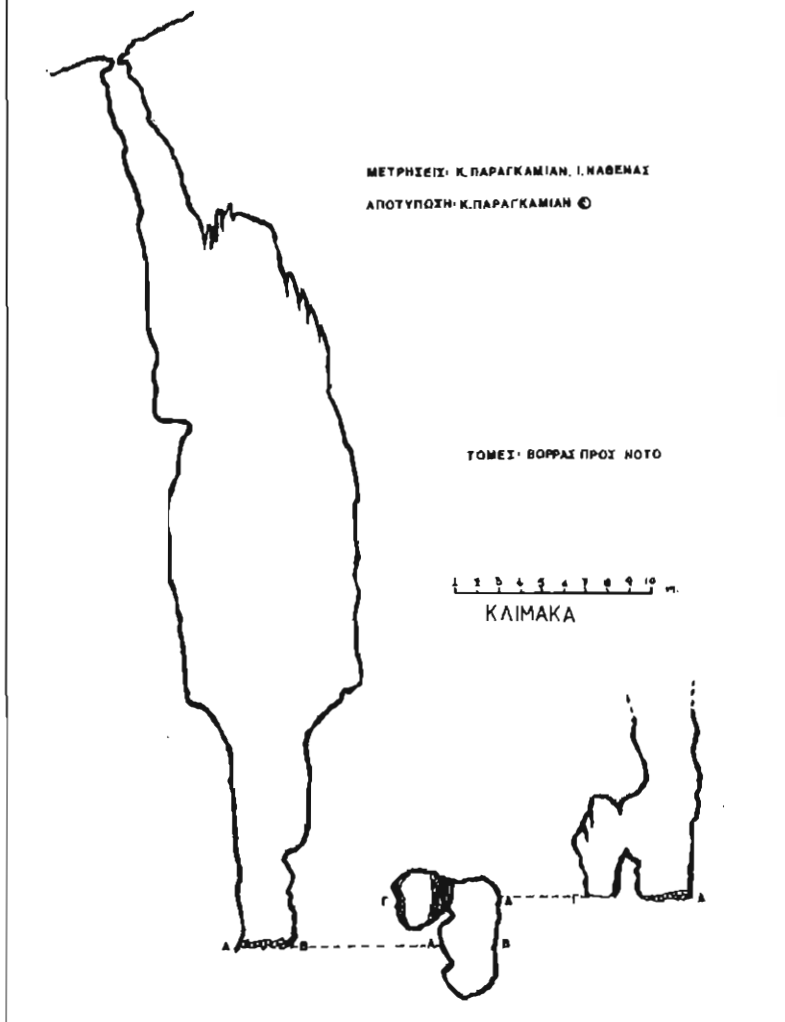 ΜΕΤΡΗΣΕΙΣ: Κ. ΠΑΡΑΓΚΑΜΙΑΝ, Ι. ΝΑΘΕΝΑΣ
ΑΠΟΤΥΠΩΣΗ: Κ. ΠΑΡΑΓΚΑΜΙΑΝ
ΤΟΜΕΣ: ΒΟΡΡΑΣ ΠΡΟΣ ΝΟΤΟ
1 2 3 4 5 6 7 8 9 10 m.
ΚΛΙΜΑΚΑ
Γ Δ Γ Δ
Α Β Α Β